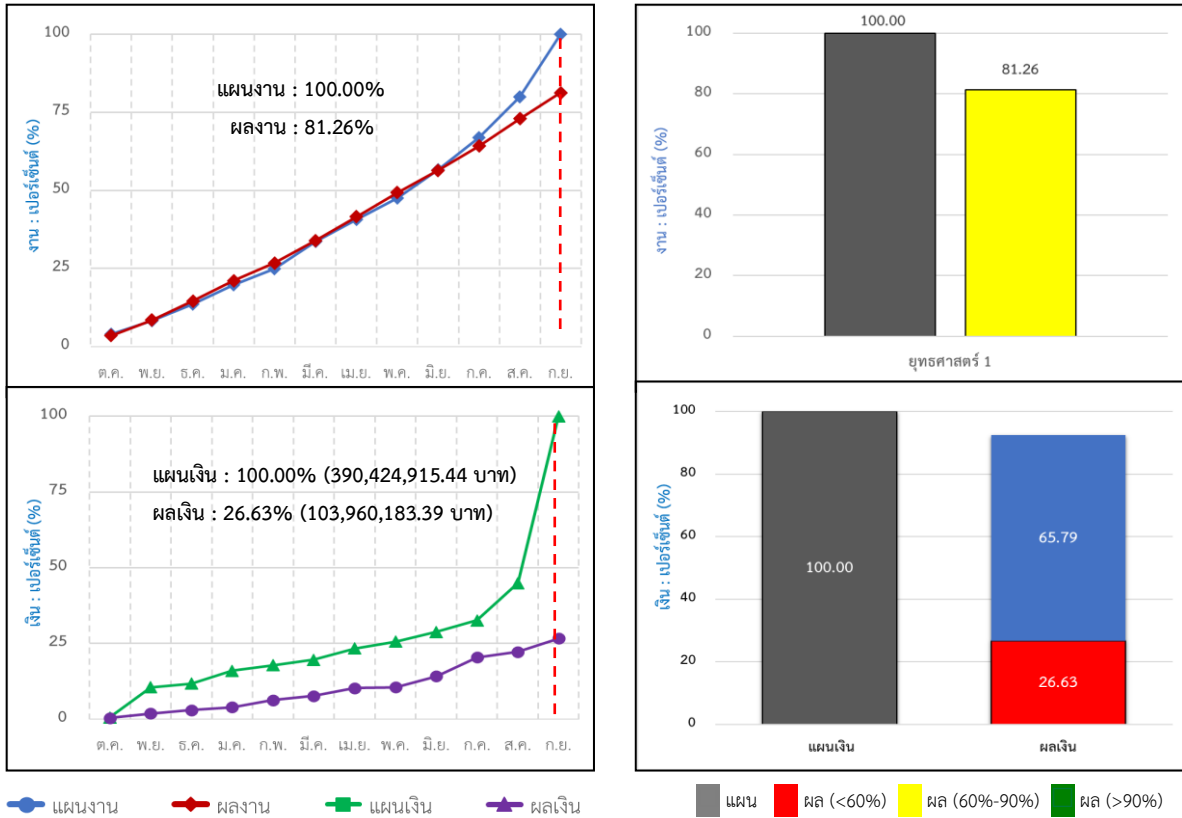 100
75
50
25
0
งาน : เปอร์เซ็นต์ (%)
แผนงาน : 100.00%
ผลงาน : 81.26%
ต.ค. พ.ย. ธ.ค. ม.ค. ก.พ. มี.ค. เม.ย. พ.ค. มิ.ย. ก.ค. ส.ค. ก.ย.
100
80
60
40
20
0
งาน : เปอร์เซ็นต์ (%)
100.00
81.26
ยุทธศาสตร์ 1
100
75
50
25
0
เงิน : เปอร์เซ็นต์ (%)
แผนเงิน : 100.00% (390,424,915.44 บาท)
ผลเงิน : 26.63% (103,960,183.39 บาท)
ต.ค. พ.ย. ธ.ค. ม.ค. ก.พ. มี.ค. เม.ย. พ.ค. มิ.ย. ก.ค. ส.ค. ก.ย.
100
80
60
40
20
0
เงิน : เปอร์เซ็นต์ (%)
100.00
65.79
26.63
แผนเงิน ผลเงิน
แผนงาน ผลงาน แผนเงิน ผลเงิน
แผน ผล (<60%) ผล (60%-90%) ผล (>90%)